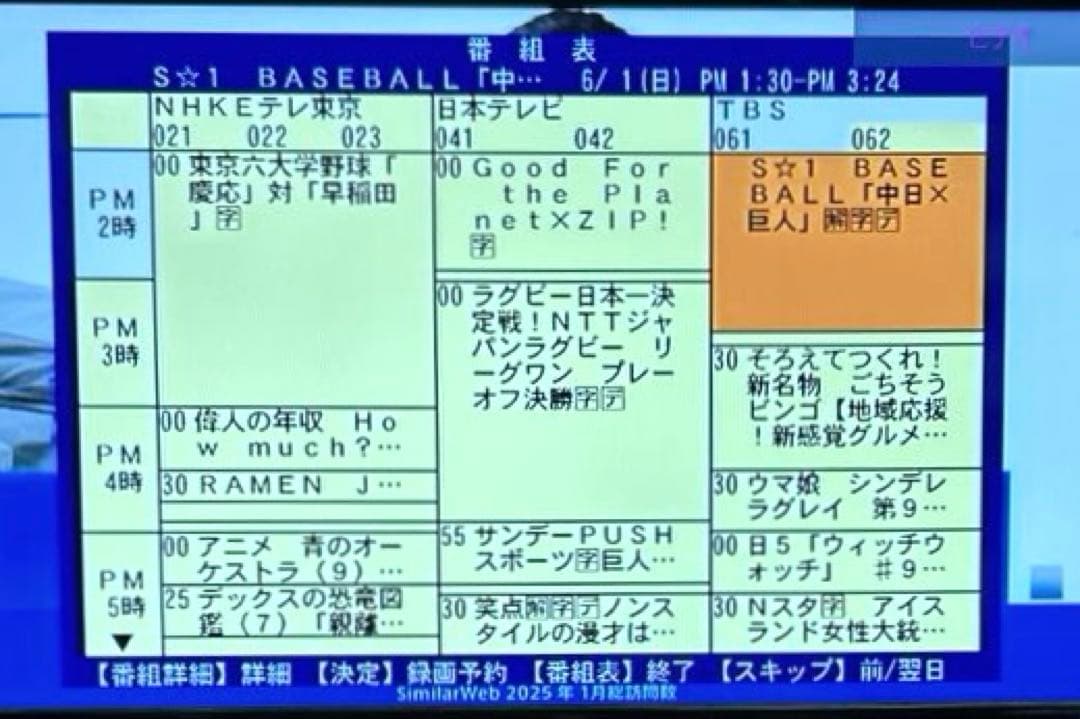 番組表
S☆1 BASEBALL「中… 6/ 1(日) PM 1:30-PM 3:24
NHKEテレ東京 日本テレビ TBS
021 022 023 041 042 061 062
PM
2時
00 東京六大学野球「
慶応」対「早稲田
」字
00 Good For
the Pla
net×ZIP!
字
S☆1 BASE
BALL「中日×
巨人」解字デ
PM
3時
00 ラグビー日本一決
定戦!NTTジャ
パンラグビー リ
ーグワン プレー
オフ決勝字デ
30 そろえてつくれ!
新名物 ごちそう
ビンゴ【地域応援
!新感覚グルメ…
PM
4時
00 偉人の年収 Ho
w much?…
30 RAMEN J…
55 サンデーPUSH
スポーツ字巨人…
30 ウマ娘 シンデレ
ラグレイ 第9…
PM
5時
▼
00 アニメ 青のオー
ケストラ(9)…
25 デックスの恐竜図
鑑(7)「親離…
30 笑点解字デノンス
タイルの漫才は…
00 日5「ウィッチウ
ォッチ」 #9…
30 Nスタ字 アイス
ランド女性大統…
【番組詳細】詳細 【決定】録画予約 【番組表】終了 【スキップ】前/翌日
SimilarWeb 2025年1月総訪問数